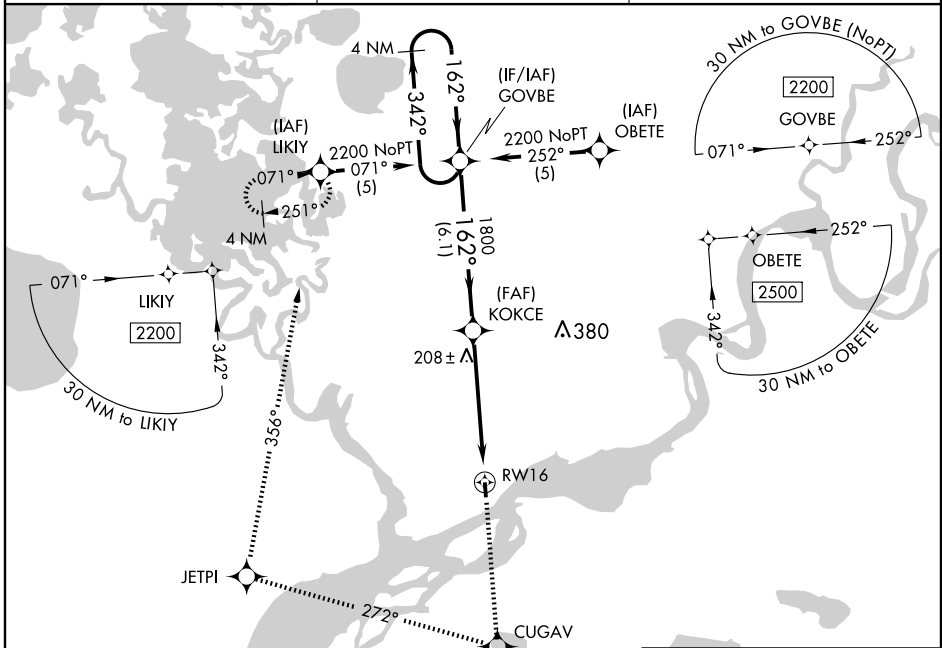 4 NM
162°
342°
(IF/IAF)
GOVBE
(IAF)
OBETE
2200 NoPT
252°
(5)
(IAF)
LIKIY
2200 NoPT
071°
(5)
071°
251°
4 NM
30 NM to GOVBE (NoPT)
2200
GOVBE
071°
252°
1800
162°
(6.1)
071°
LIKIY
2200
342°
30 NM to LIKIY
252°
OBETE
2500
342°
30 NM to OBETE
(FAF)
KOKCE
380
208±
356°
RW16
JETPI
272°
CUGAV